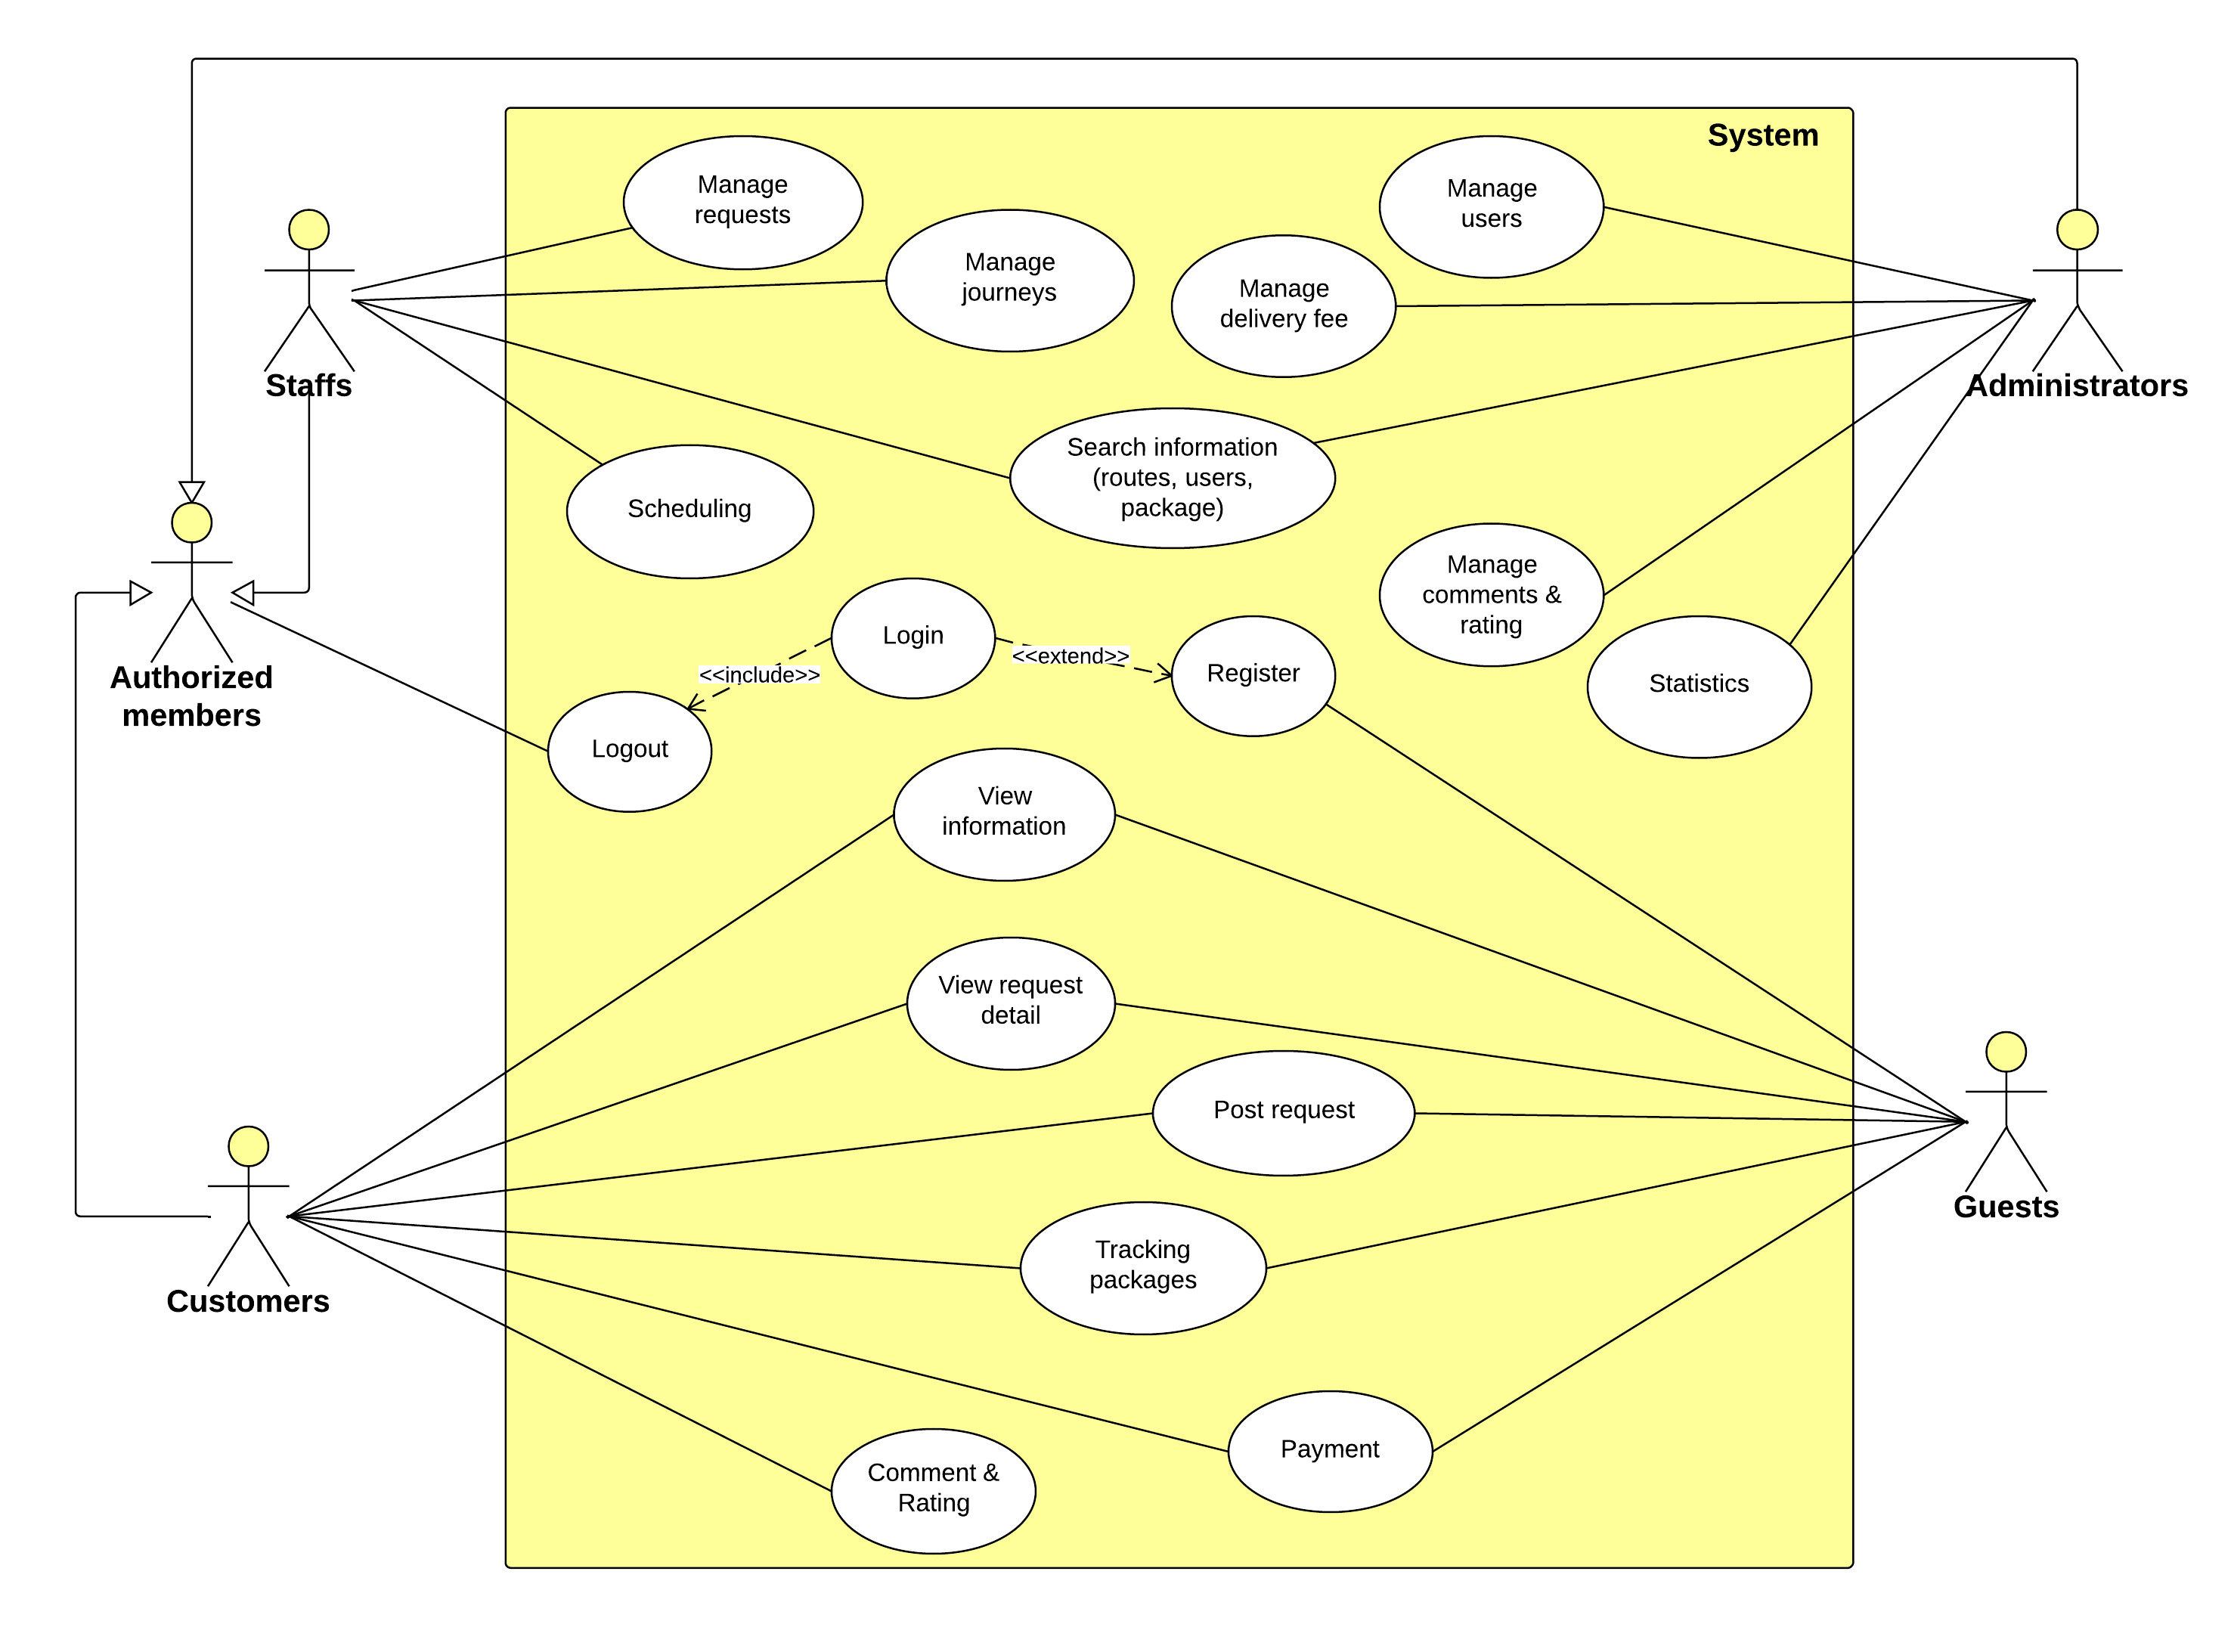 System
Manage
requests
Manage
users
Manage
journeys
Manage
delivery fee
Staffs
Administrators
Search information
(routes, users,
package)
Scheduling
Manage
comments &
rating
Login
<<extend>>
Register
<<include>>
Statistics
Authorized
members
Logout
View
information
View request
detail
Post request
Guests
Tracking
packages
Customers
Payment
Comment &
Rating